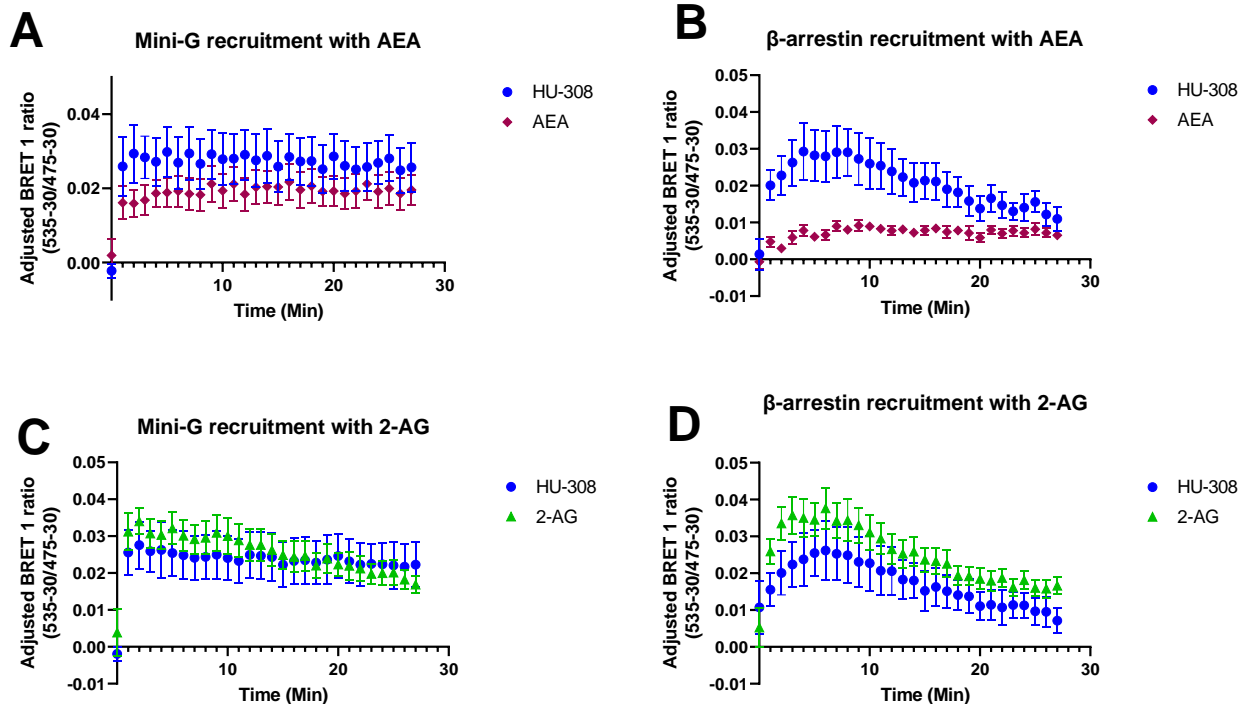 A
Mini-G recruitment with AEA
Adjusted BRET 1 ratio
(535-30/475-30)
0.04
0.02
0.00
10
20
30
Time (Min)
HU-308
AEA
B
β-arrestin recruitment with AEA
Adjusted BRET 1 ratio
(535-30/475-30)
0.05
0.04
0.03
0.02
0.01
0.00
-0.01
10
20
30
Time (Min)
HU-308
AEA
C
Mini-G recruitment with 2-AG
Adjusted BRET 1 ratio
(535-30/475-30)
0.05
0.04
0.03
0.02
0.01
0.00
-0.01
10
20
30
Time (Min)
HU-308
2-AG
D
β-arrestin recruitment with 2-AG
Adjusted BRET 1 ratio
(535-30/475-30)
0.05
0.04
0.03
0.02
0.01
0.00
-0.01
10
20
30
Time (Min)
HU-308
2-AG